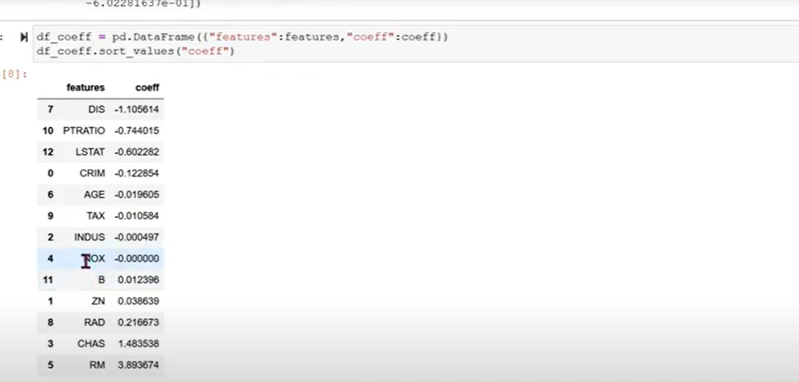 -6.02281637e-01])
df_coeff = pd.DataFrame({"features":features,"coeff":coeff})
df_coeff.sort_values("coeff")
[8]:
features coeff
7 DIS -1.105614
10 PTRATIO -0.744015
12 LSTAT -0.602282
0 CRIM -0.122854
6 AGE -0.019605
9 TAX -0.010584
2 INDUS -0.000497
4 NOX -0.000000
11 B 0.012396
1 ZN 0.038639
8 RAD 0.216673
3 CHAS 1.483538
5 RM 3.893674